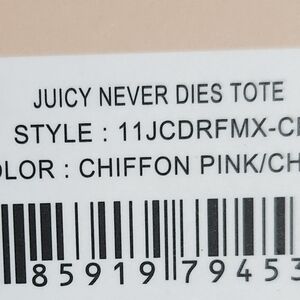 JUICY NEVER DIES TOTE
STYLE : 11JCDRFMX-C
OLOR : CHIFFON PINK/CH
85919 79453